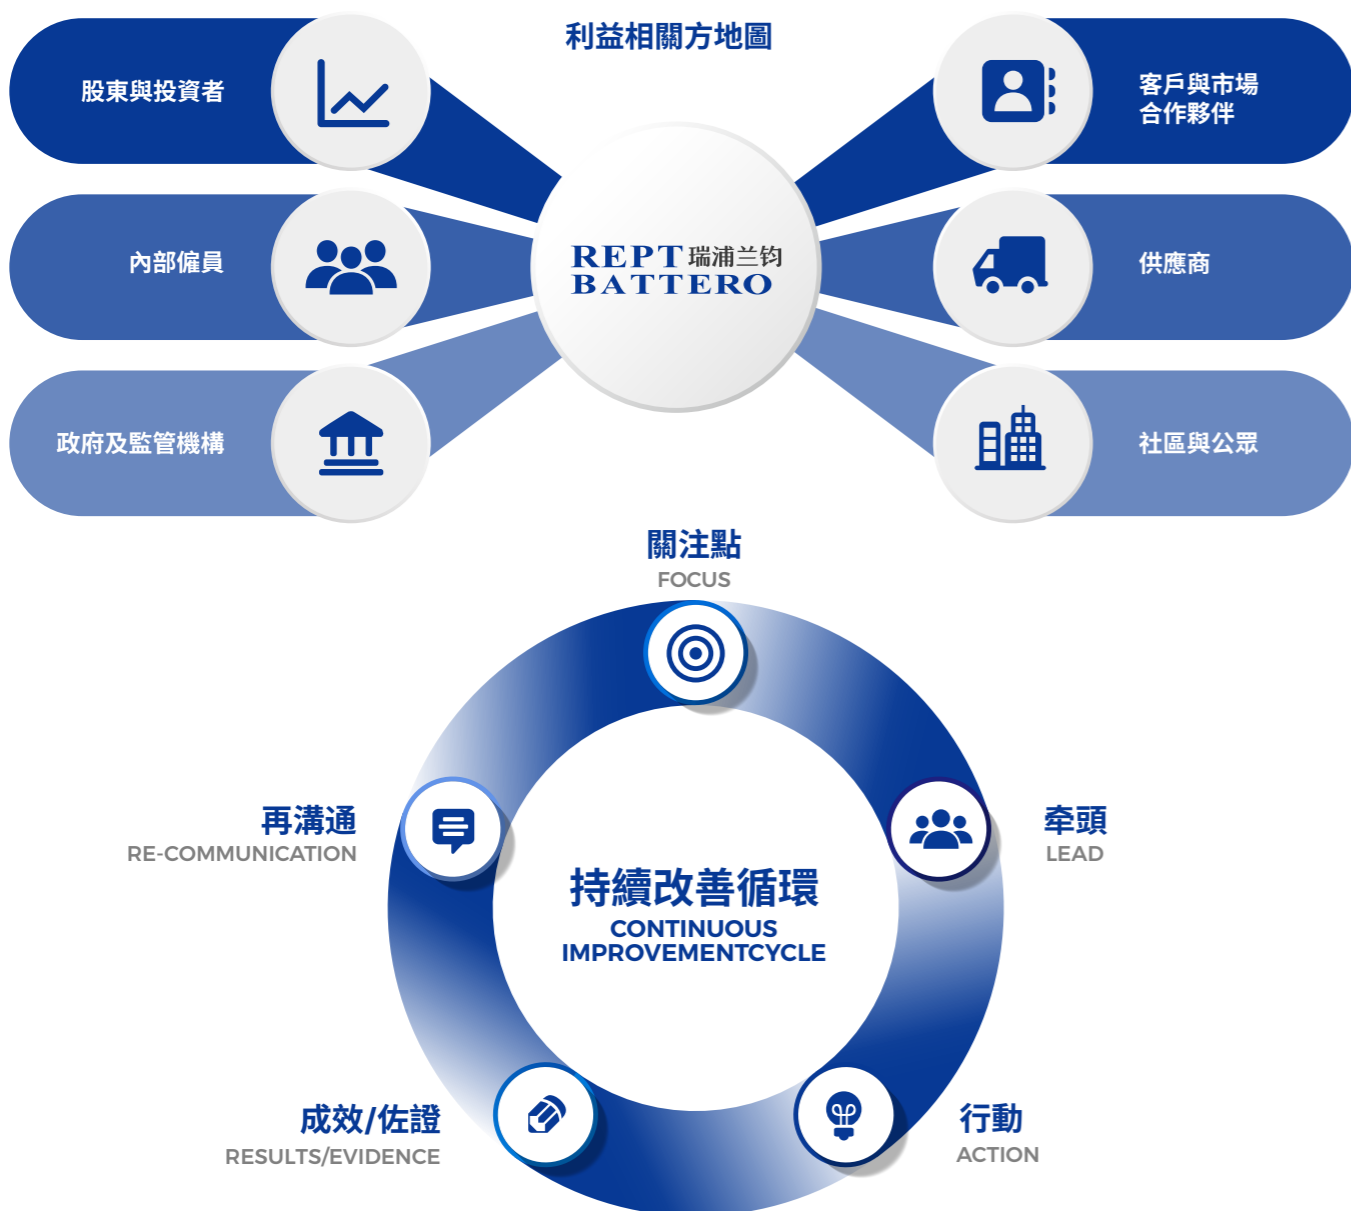 利益相關方地圖
股東與投資者
客戶與市場
合作夥伴
REPT 瑞浦兰钧
BATTERO
內部僱員
供應商
政府及監管機構
社區與公眾
關注點
FOCUS
再溝通
RE-COMMUNICATION
牽頭
LEAD
持續改善循環
CONTINUOUS
IMPROVEMENTCYCLE
成效/佐證
RESULTS/EVIDENCE
行動
ACTION